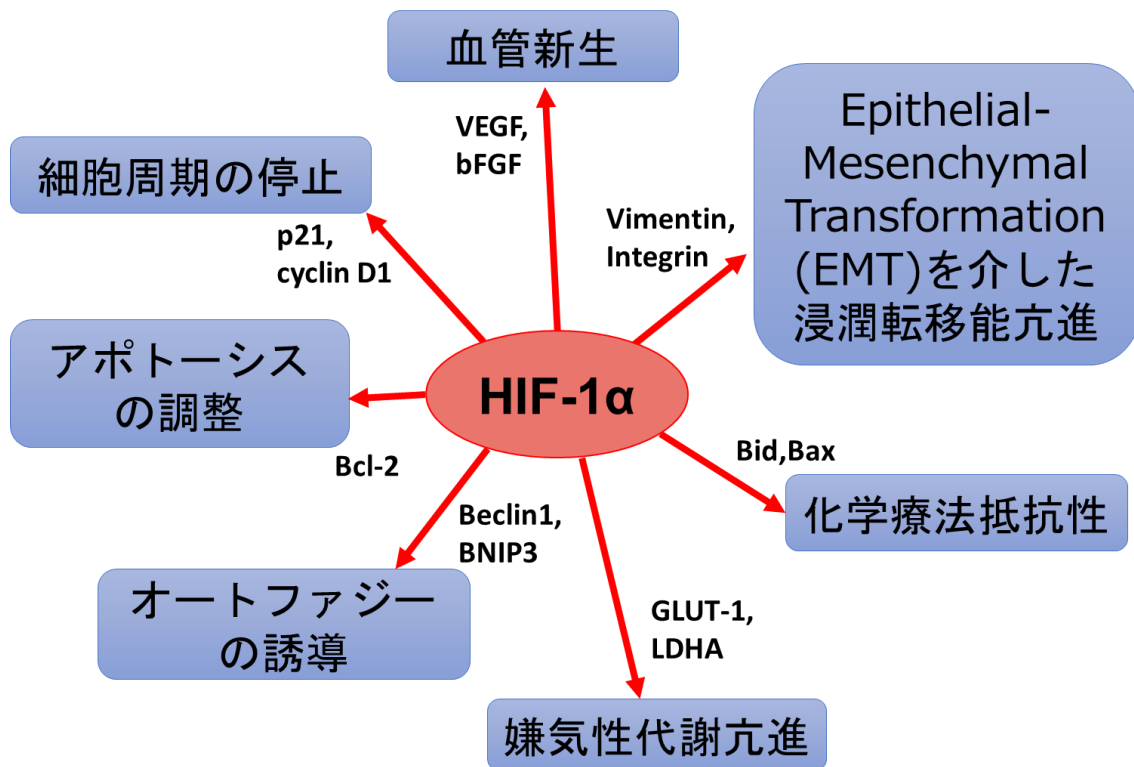 血管新生
VEGF,
bFGF
Epithelial-
Mesenchymal
Transformation
(EMT)を介した
浸潤転移能亢進
Vimentin,
Integrin
細胞周期の停止
p21,
cyclin D1
アポトーシス
の調整
Bcl-2
HIF-1α
Bid,Bax
化学療法抵抗性
Beclin1,
BNIP3
オートファジー
の誘導
GLUT-1,
LDHA
嫌気性代謝亢進